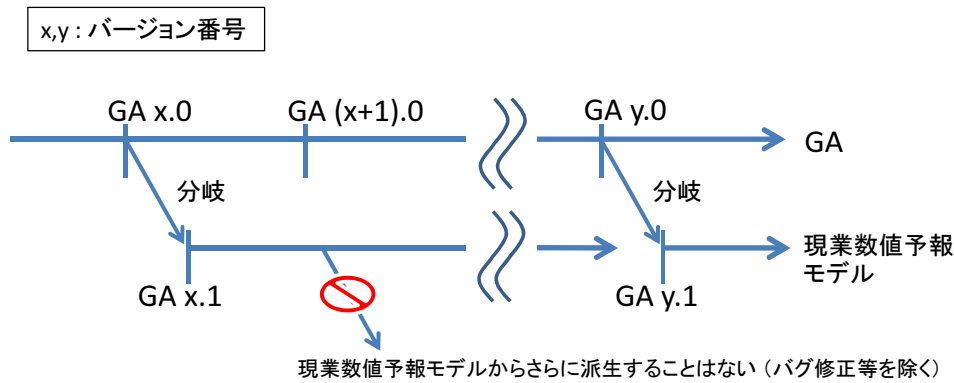 x,y : バージョン番号
GA x.0
GA (x+1).0
GA y.0
GA
分岐
分岐
現業数値予報
モデル
GA x.1
GA y.1
現業数値予報モデルからさらに派生することはない（バグ修正等を除く）